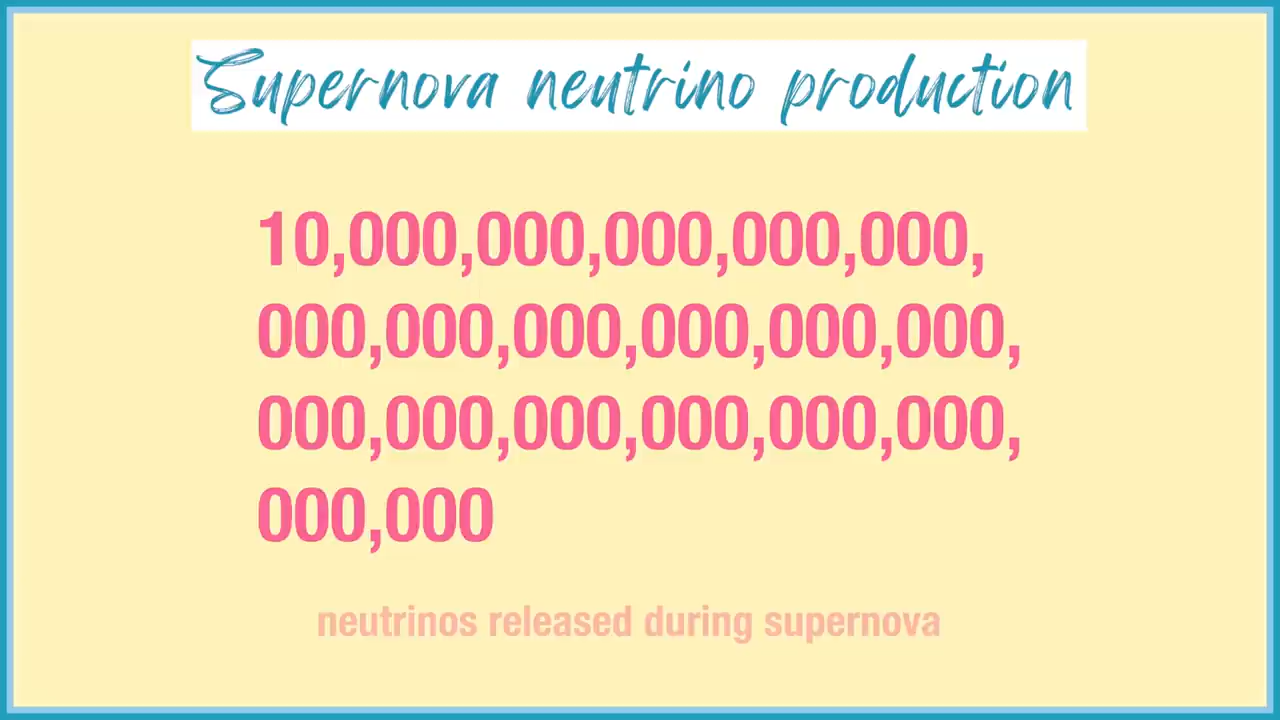 Supernova neutrino production
10,000,000,000,000,000,
000,000,000,000,000,000,
000,000,000,000,000,000,
000,000
neutrinos released during supernova